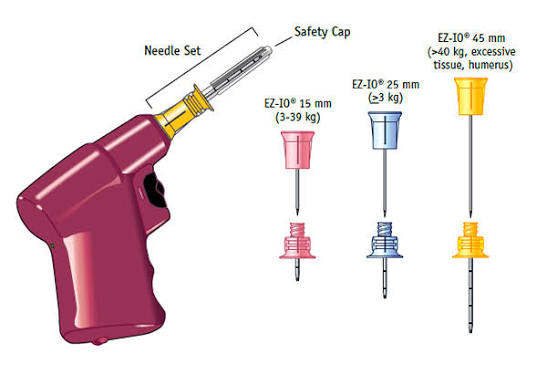 Needle Set
Safety Cap
EZ-IO® 15 mm
(3-39 kg)
EZ-IO® 25 mm
(≥3 kg)
EZ-IO® 45 mm
(>40 kg, excessive
tissue, humerus)